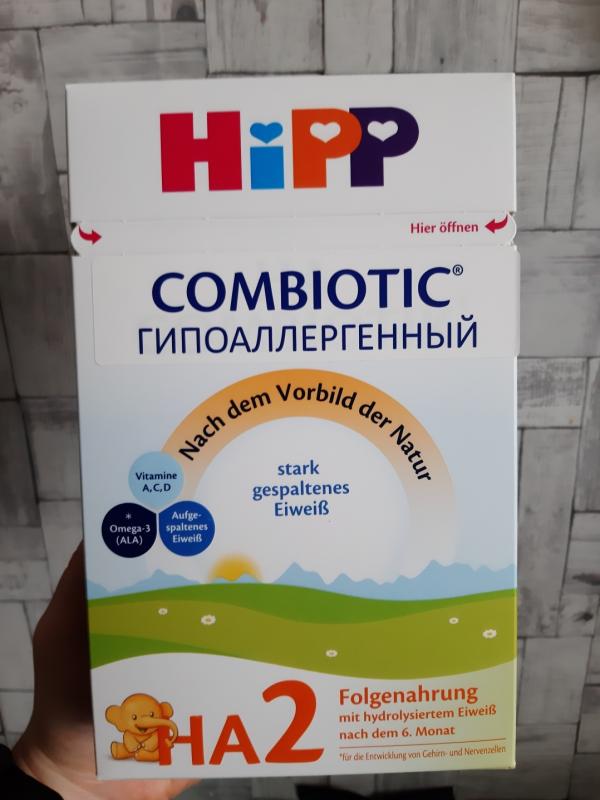 HiPP
Hier öffnen
COMBIOTIC®
ГИПОАЛЛЕРГЕННЫЙ
Nach dem Vorbild der Natur
stark
gespaltenes
Eiweiß
Vitamine
A,C,D
*
Omega-3
(ALA)
Aufge-
spaltenes
Eiweiß
HA2
Folgenahrung
mit hydrolysiertem Eiweiß
nach dem 6. Monat
*für die Entwicklung von Gehirn- und Nervenzellen